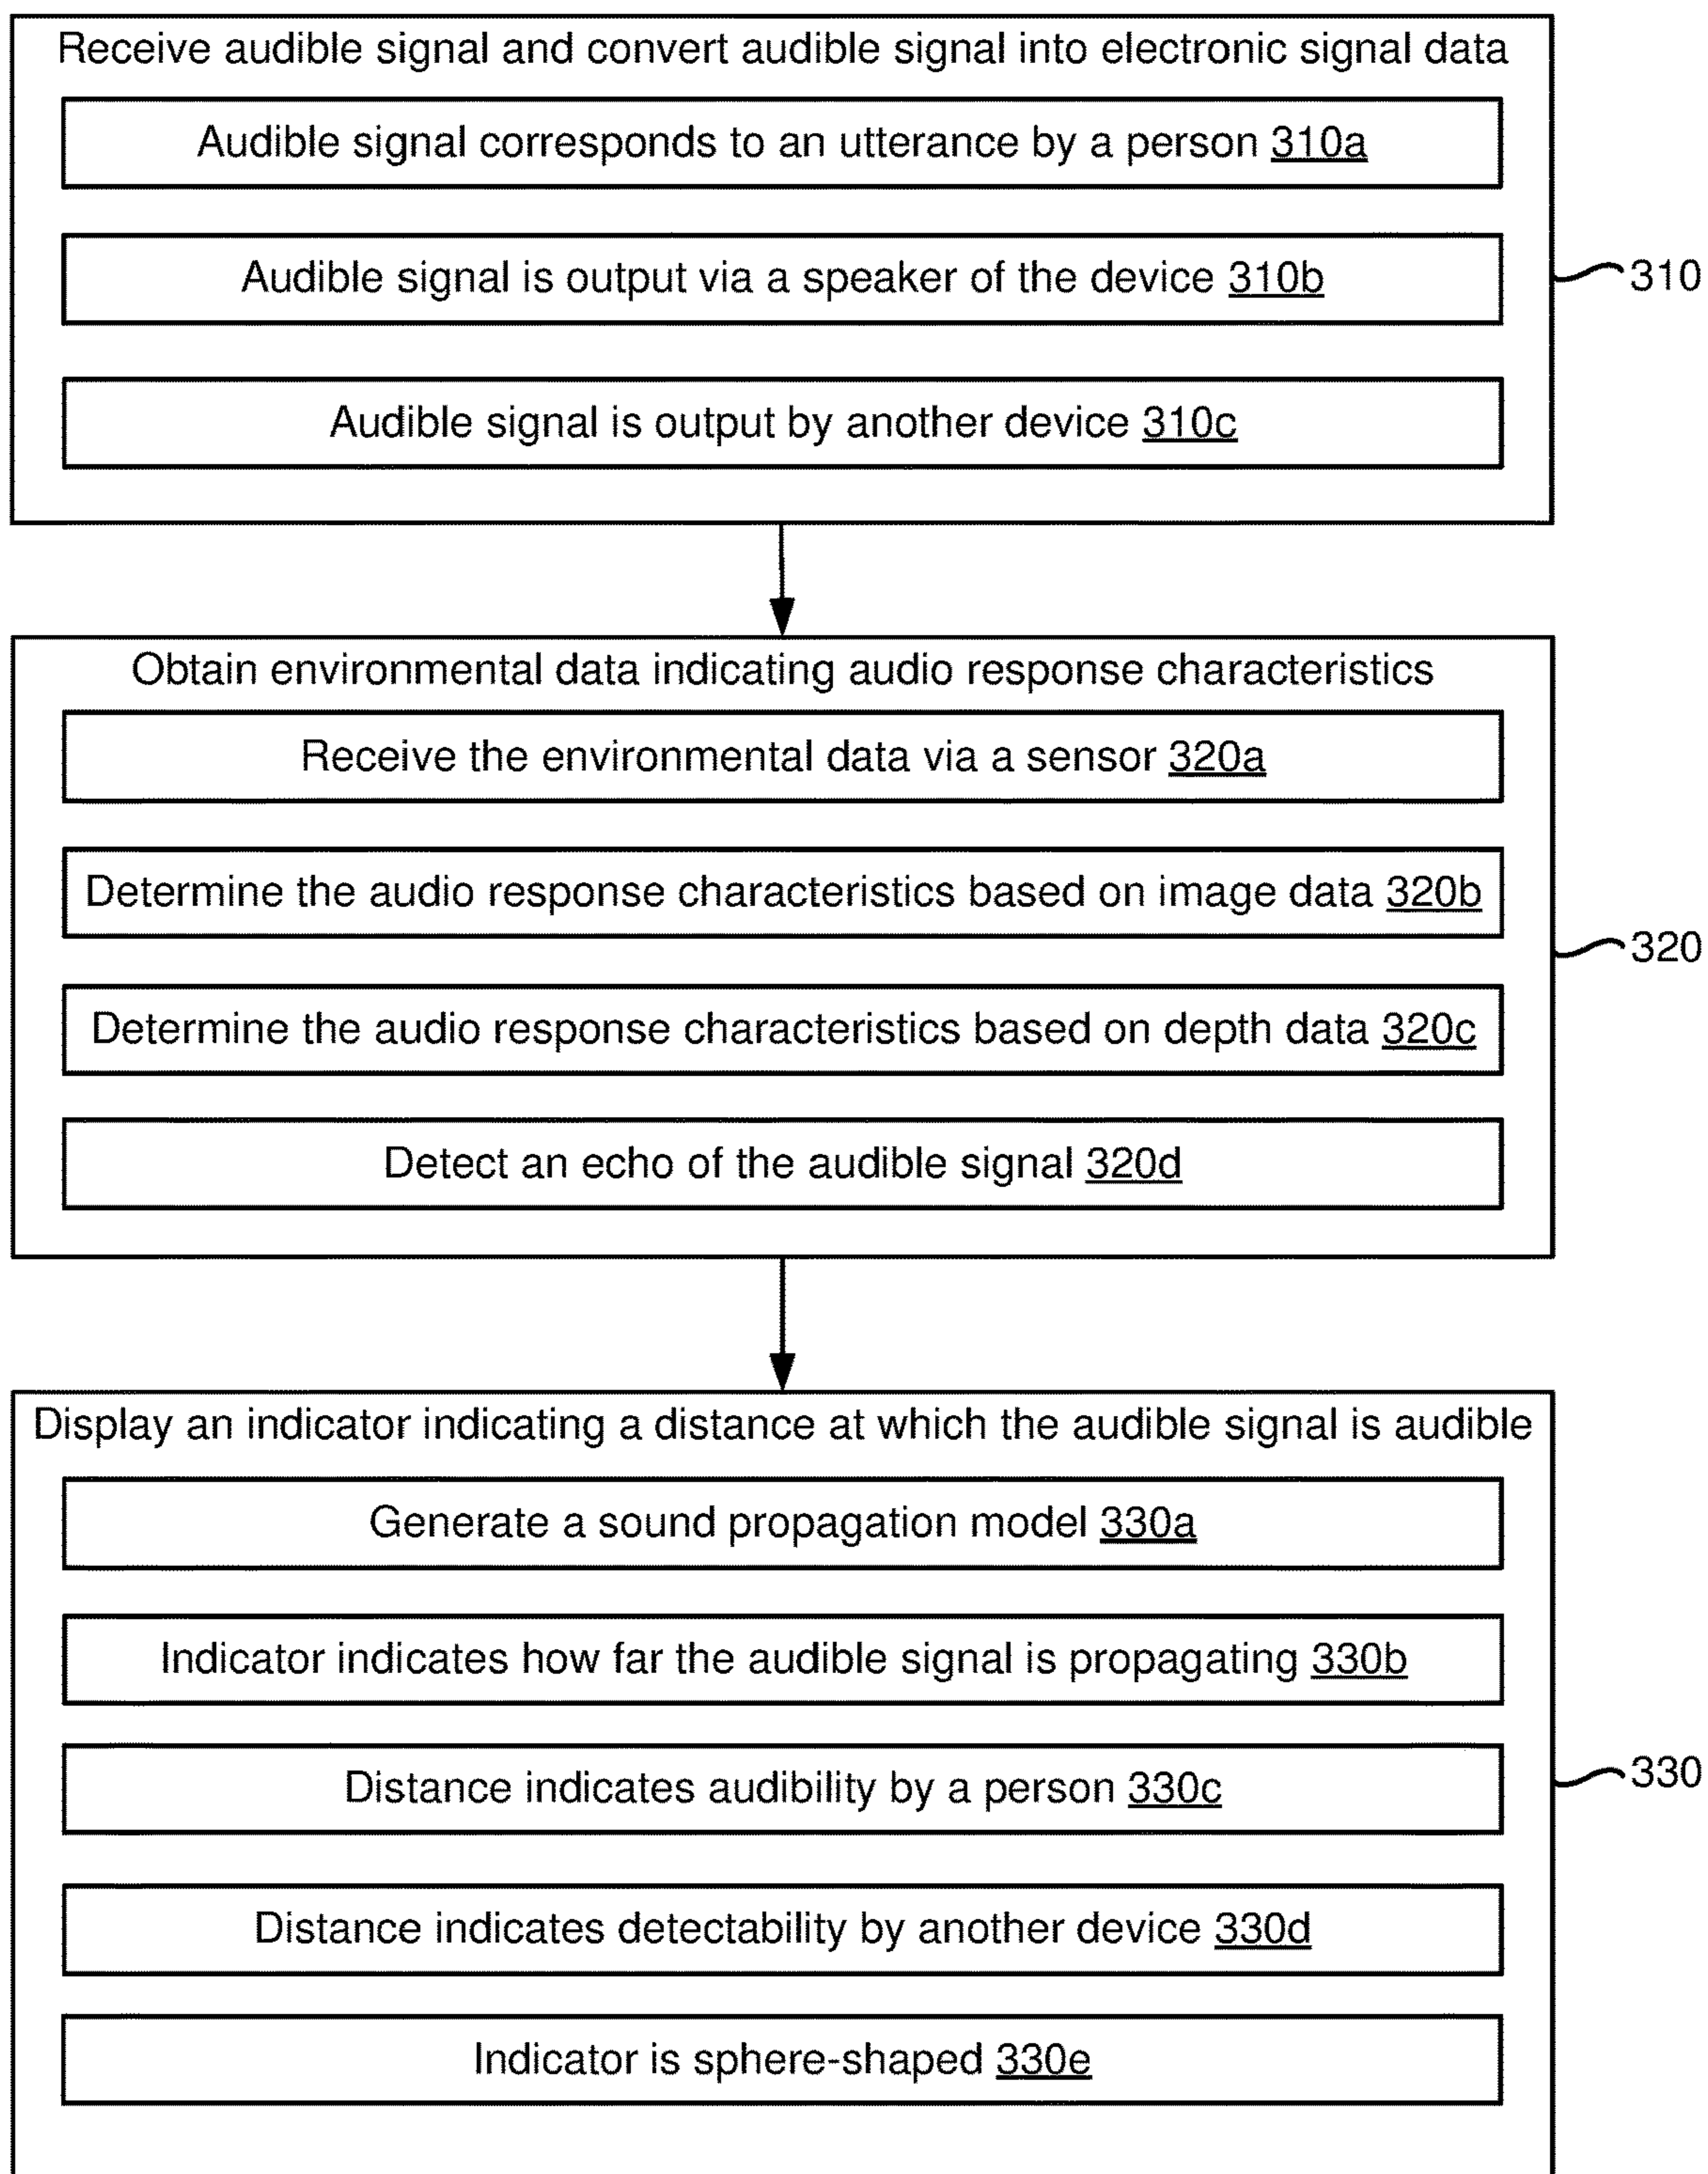 Receive audible signal and convert audible signal into electronic signal data
Audible signal corresponds to an utterance by a person 310a
Audible signal is output via a speaker of the device 310b
310
Audible signal is output by another device 310c
Obtain environmental data indicating audio response characteristics
Receive the environmental data via a sensor 320a
Determine the audio response characteristics based on image data 320b
320
Determine the audio response characteristics based on depth data 320c
Detect an echo of the audible signal 320d
Display an indicator indicating a distance at which the audible signal is audible
Generate a sound propagation model 330a
Indicator indicates how far the audible signal is propagating 330b
330
Distance indicates audibility by a person 330c
Distance indicates detectability by another device 330d
Indicator is sphere-shaped 330e